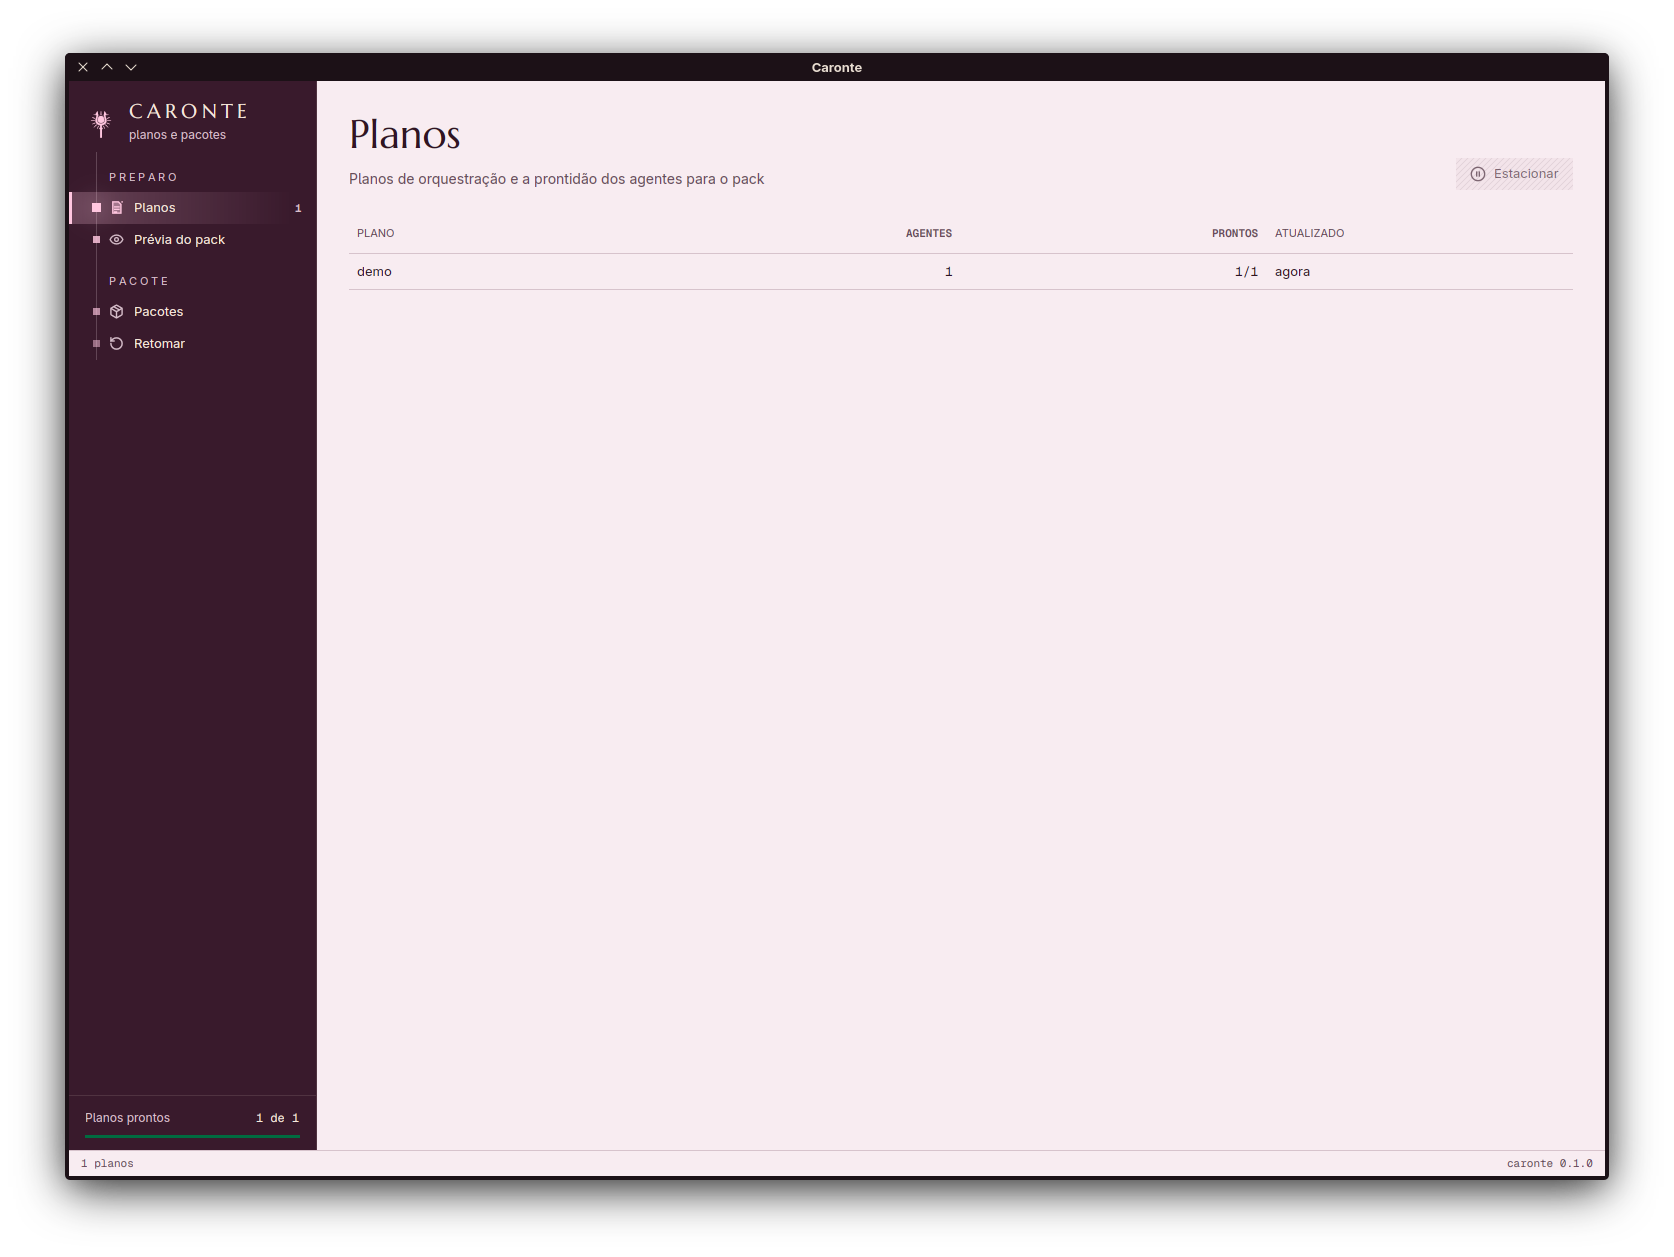 Caronte
CARONTE
planos e pacotes
PREPARO
Planos 1
Prévia do pack
PACOTE
Pacotes
Retomar
Planos prontos 1 de 1
Planos
Planos de orquestração e a prontidão dos agentes para o pack
Estacionar
PLANO AGENTES PRONTOS ATUALIZADO
demo 1 1/1 agora
1 planos
caronte 0.1.0